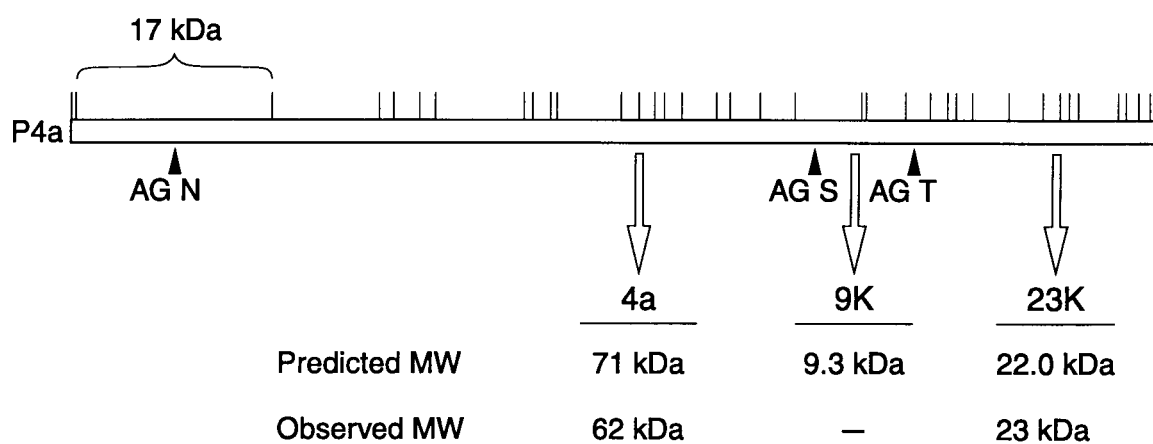 17 kDa
P4a
AG N
AG S
AG T
4a
9K
23K
Predicted MW
71 kDa
9.3 kDa
22.0 kDa
Observed MW
62 kDa
–
23 kDa